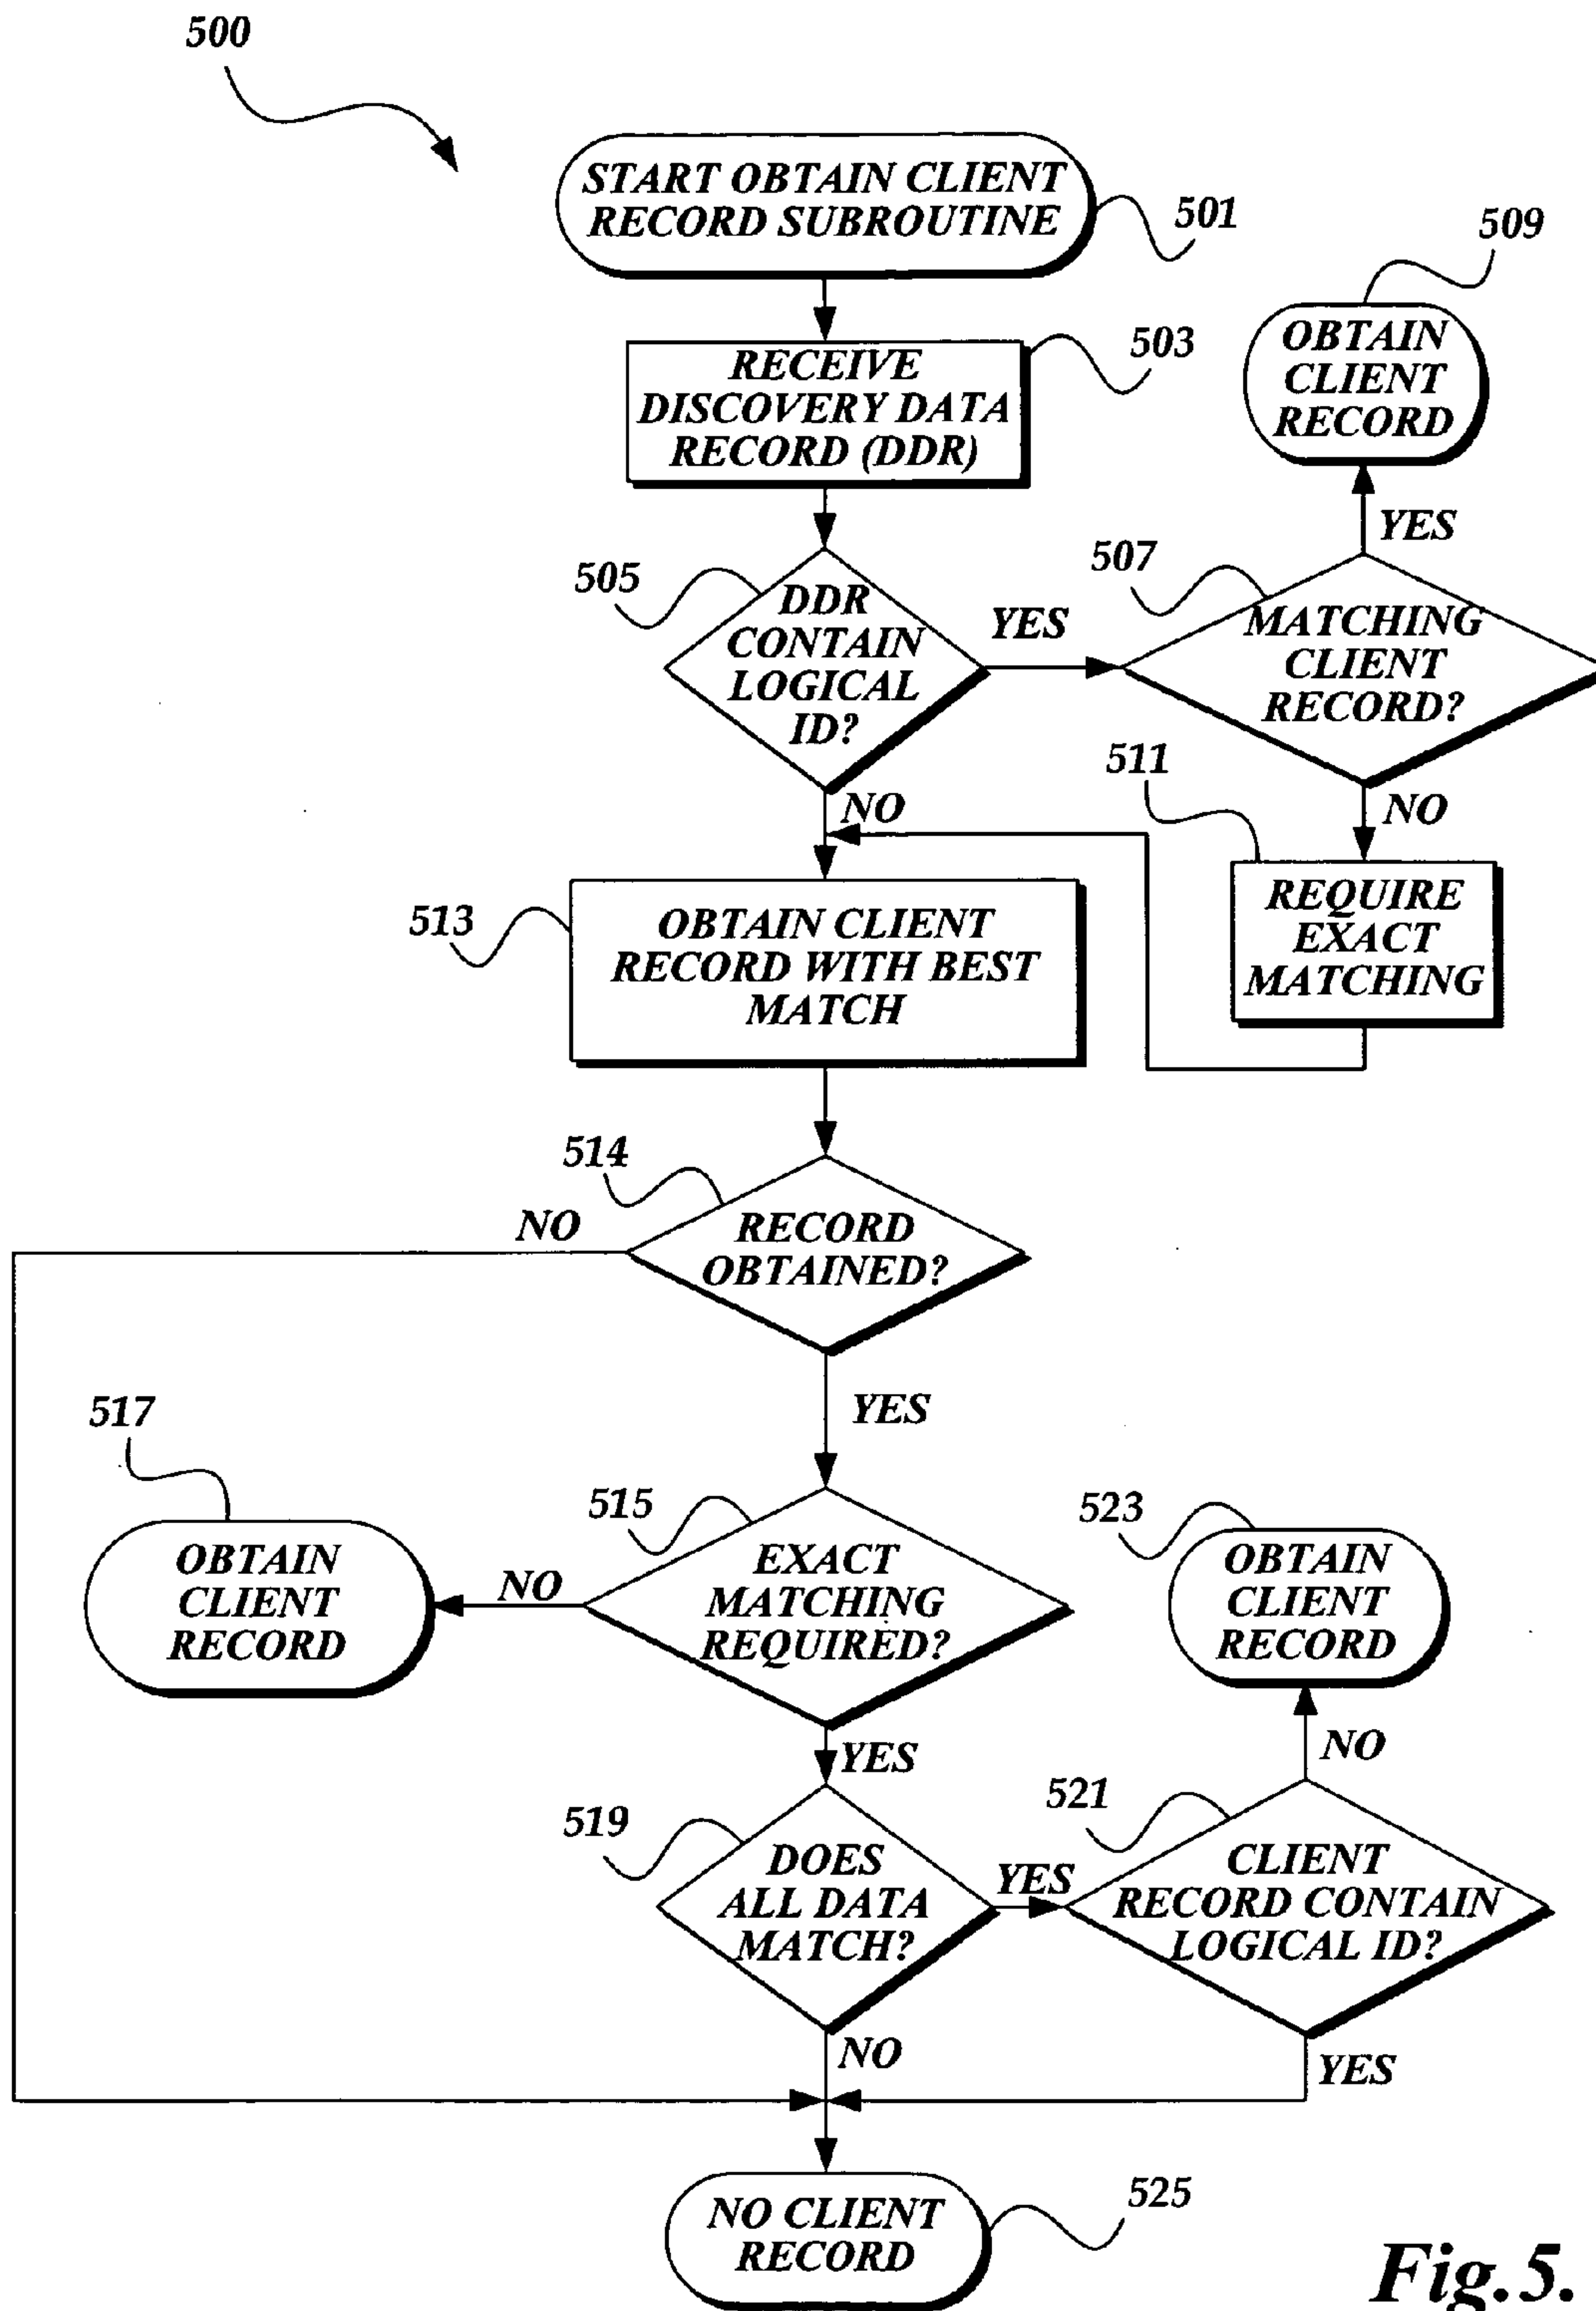 500
START OBTAIN CLIENT
RECORD SUBROUTINE
501
509
RECEIVE
DISCOVERY DATA
RECORD (DDR)
503
OBTAIN
CLIENT
RECORD
YES
505
DDR
CONTAIN
LOGICAL
ID?
YES
507
MATCHING
CLIENT
RECORD?
NO
511
NO
REQUIRE
EXACT
MATCHING
513
OBTAIN CLIENT
RECORD WITH BEST
MATCH
514
NO
RECORD
OBTAINED?
YES
517
515
523
OBTAIN
CLIENT
RECORD
NO
EXACT
MATCHING
REQUIRED?
OBTAIN
CLIENT
RECORD
YES
NO
519
DOES
ALL DATA
MATCH?
YES
521
CLIENT
RECORD CONTAIN
LOGICAL ID?
NO
YES
NO CLIENT
RECORD
525
Fig.5.